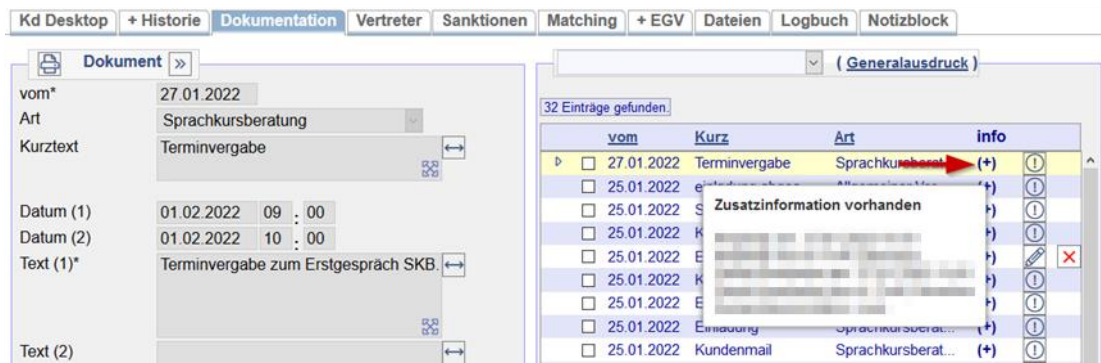 Kd Desktop + Historie Dokumentation Vertreter Sanktionen Matching + EGV Dateien Logbuch Notizblock
Dokument »
( Generalausdruck )
vom* 27.01.2022
Art Sprachkursberatung
Kurztext Terminvergabe
Datum (1) 01.02.2022 09 : 00
Datum (2) 01.02.2022 10 : 00
Text (1)* Terminvergabe zum Erstgespräch SKB.
Text (2)
32 Einträge gefunden.
vom Kurz Art info
27.01.2022 Terminvergabe (+)
25.01.2022
25.01.2022 S
25.01.2022 K
25.01.2022 E
25.01.2022 K
25.01.2022 E
25.01.2022 Einladung Sprachkursberat... (+)
25.01.2022 Kundenmail Sprachkursberat... (+)
Zusatzinformation vorhanden